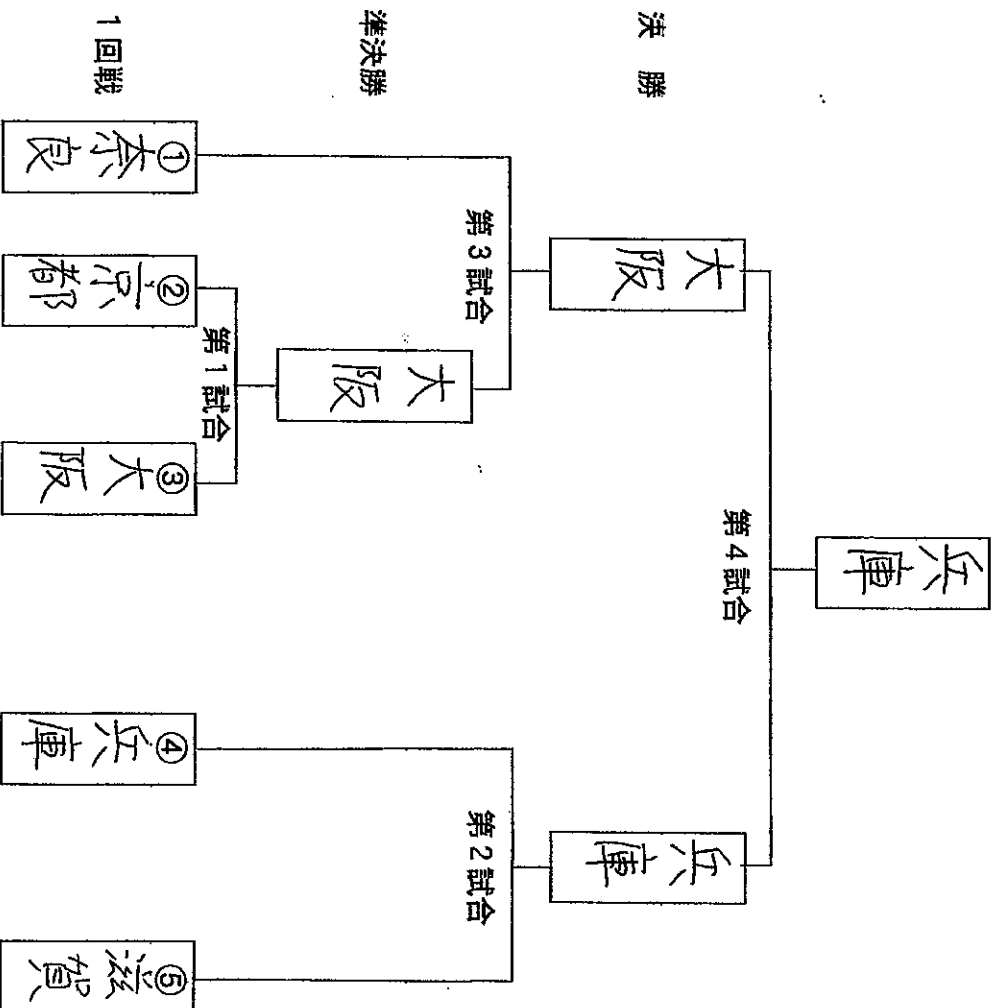 決勝
準決勝
1回戦
兵庫
第4試合
大阪
兵庫
第3試合
第2試合
大阪
第1試合
①奈良
②京都
③大阪
④兵庫
⑤滋賀